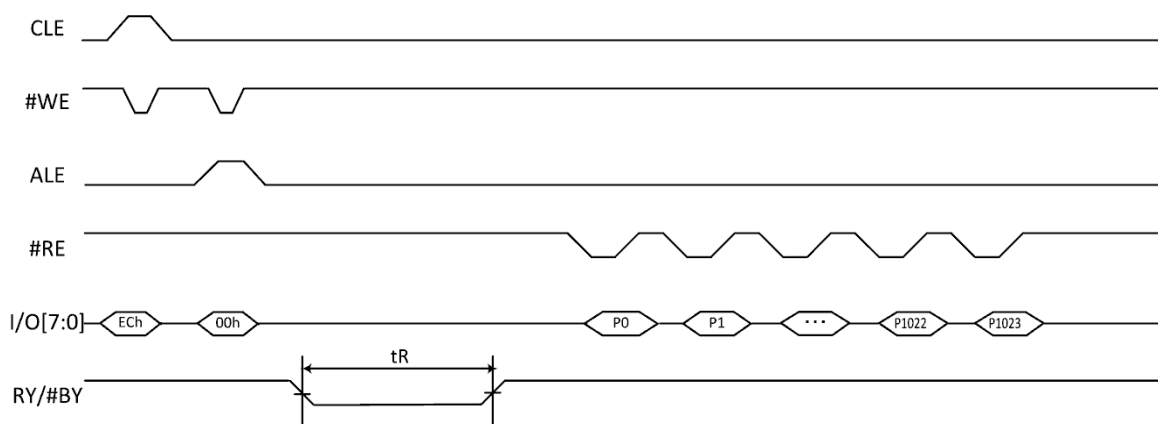 CLE
#WE
ALE
#RE
I/O[7:0] ECh 00h P0 P1 ··· P1022 P1023
tR
RY/#BY